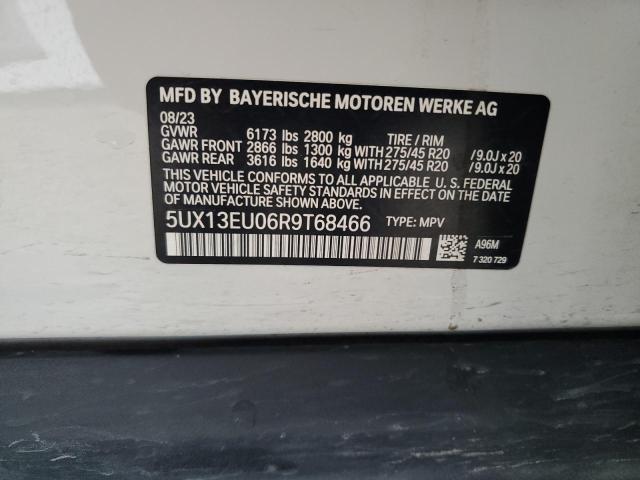 MFD BY BAYERISCHE MOTOREN WERKE AG
08/23
GVWR 6173 lbs 2800 kg TIRE / RIM
GAWR FRONT 2866 lbs 1300 kg WITH 275/45 R20 /9.0J x 20
GAWR REAR 3616 lbs 1640 kg WITH 275/45 R20 /9.0J x 20
THIS VEHICLE CONFORMS TO ALL APPLICABLE U. S. FEDERAL
MOTOR VEHICLE SAFETY STANDARDS IN EFFECT ON THE DATE
OF MANUFACTURE SHOWN ABOVE.
5UX13EU06R9T68466 TYPE: MPV
A96M
7 320 729